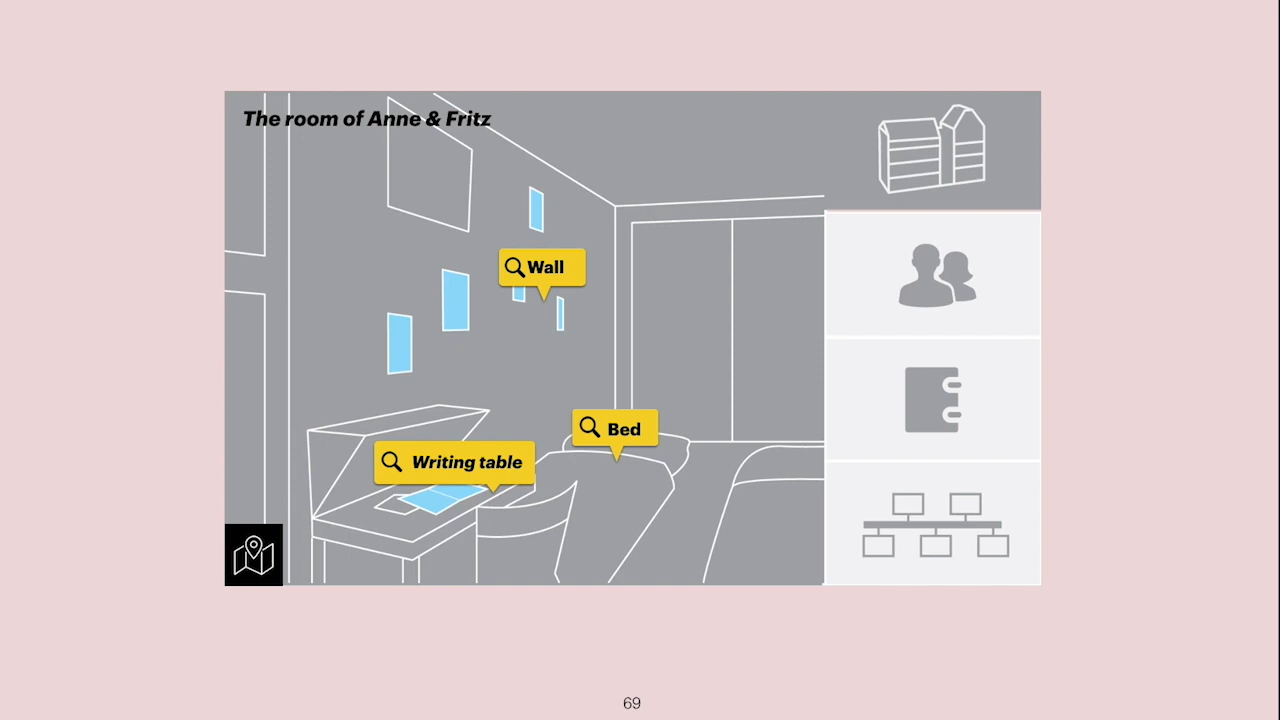 The room of Anne & Fritz
Wall
Bed
Writing table
69